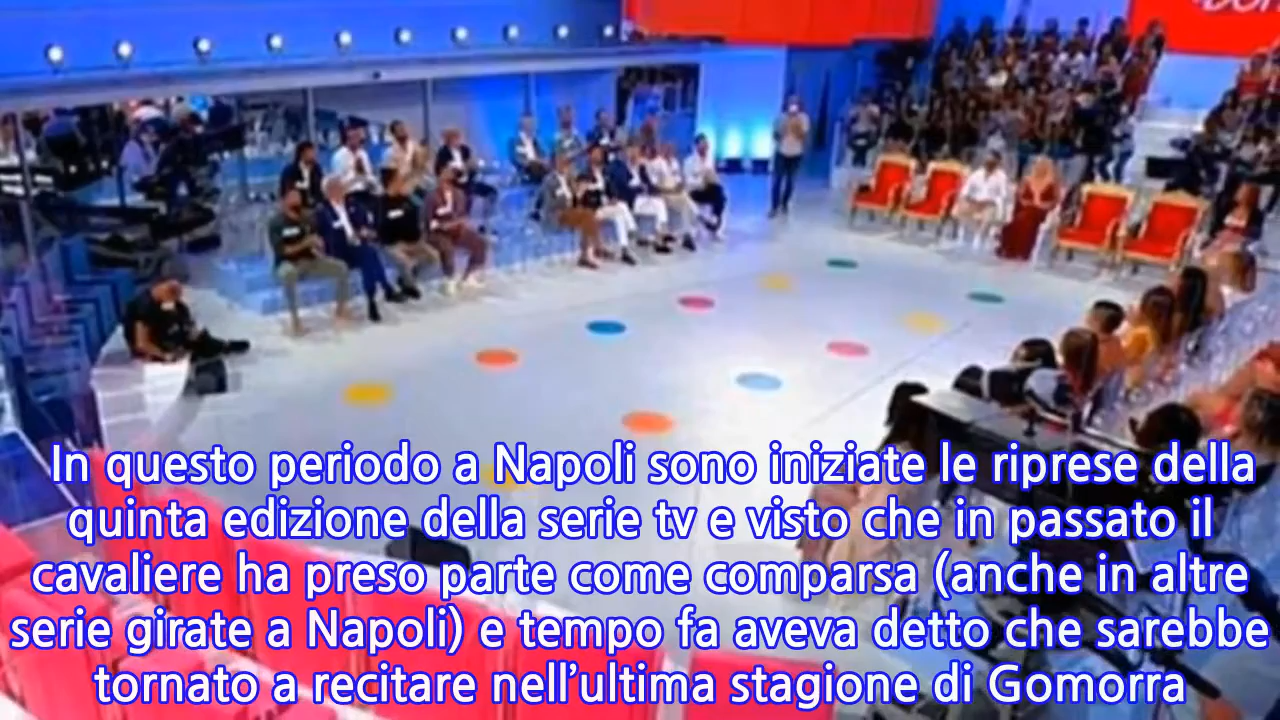 In questo periodo a Napoli sono iniziate le riprese della
quinta edizione della serie tv e visto che in passato il
cavaliere ha preso parte come comparsa (anche in altre
serie girate a Napoli) e tempo fa aveva detto che sarebbe
tornato a recitare nell’ultima stagione di Gomorra